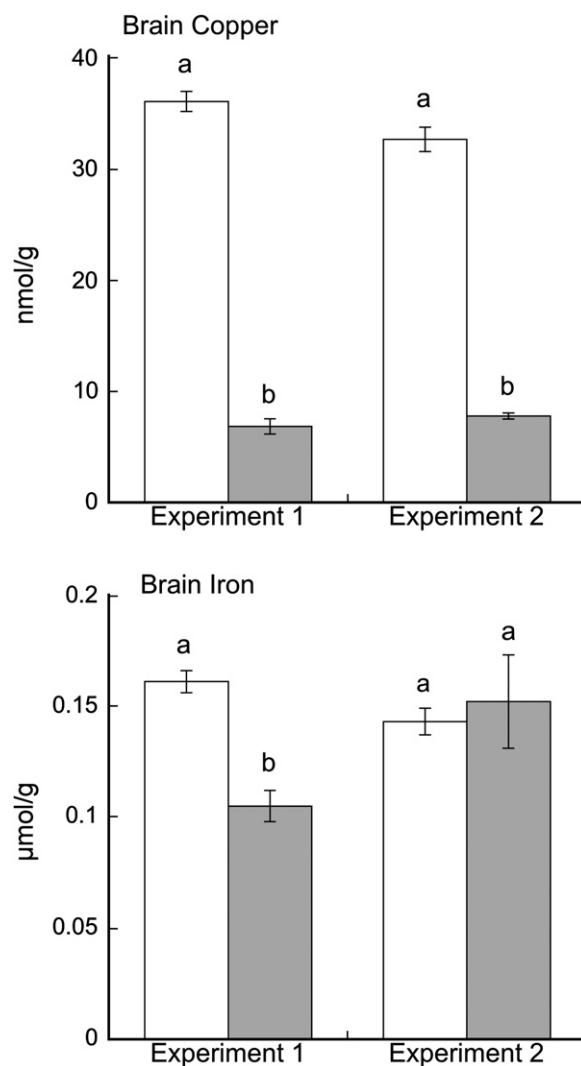 Brain Copper
40
a
a
30
nmol/g
20
10
b
b
0
Experiment 1
Experiment 2
Brain Iron
0.2
a
a
a
0.15
µmol/g
b
0.1
0.05
0
Experiment 1
Experiment 2